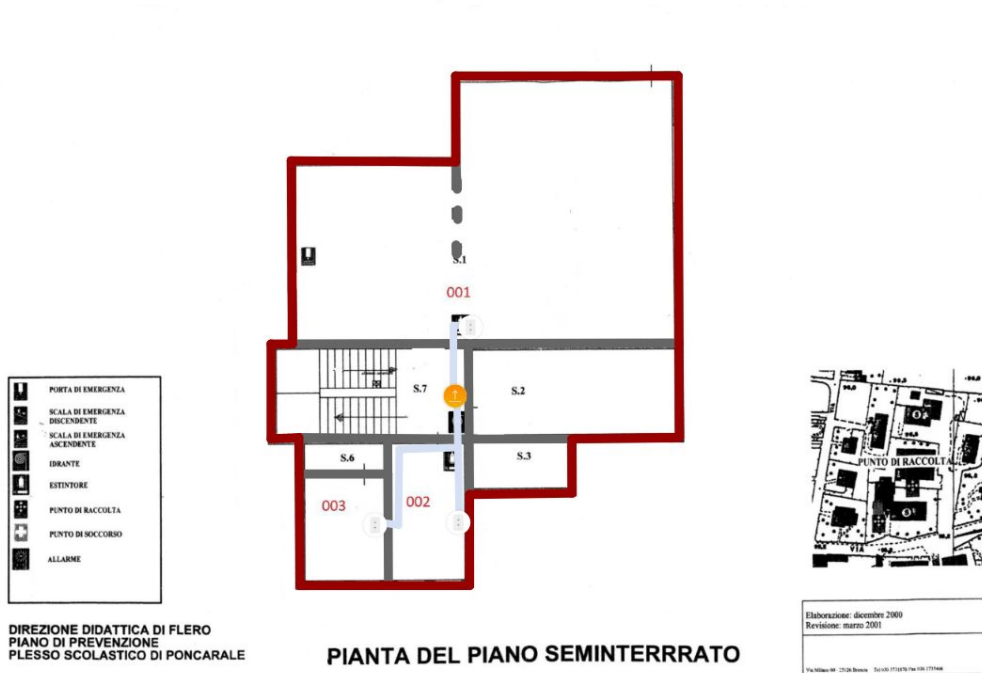 S.1
001
S.7
S.2
S.6
S.3
003
002
PORTA DI EMERGENZA
SCALA DI EMERGENZA
DISCENDENTE
SCALA DI EMERGENZA
ASCENDENTE
IDRANTE
ESTINTORE
PUNTO DI RACCOLTA
PUNTO DI SOCCORSO
ALLARME
PUNTO DI RACCOLTA
VIA
DIREZIONE DIDATTICA DI FLERO
PIANO DI PREVENZIONE
PLESSO SCOLASTICO DI PONCARALE
PIANTA DEL PIANO SEMINTERRRATO
Elaborazione: dicembre 2000
Revisione: marzo 2001